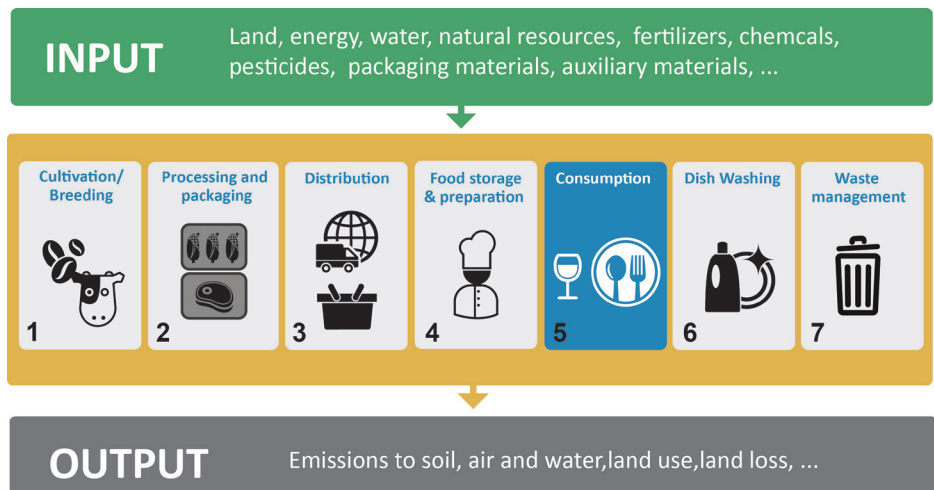 INPUT
Land, energy, water, natural resources, fertilizers, chemcals,
pesticides, packaging materials, auxiliary materials, ...
Cultivation/
Breeding
1
Processing and
packaging
2
Distribution
3
Food storage
& preparation
4
Consumption
5
Dish Washing
6
Waste
management
7
OUTPUT
Emissions to soil, air and water,land use,land loss, ...